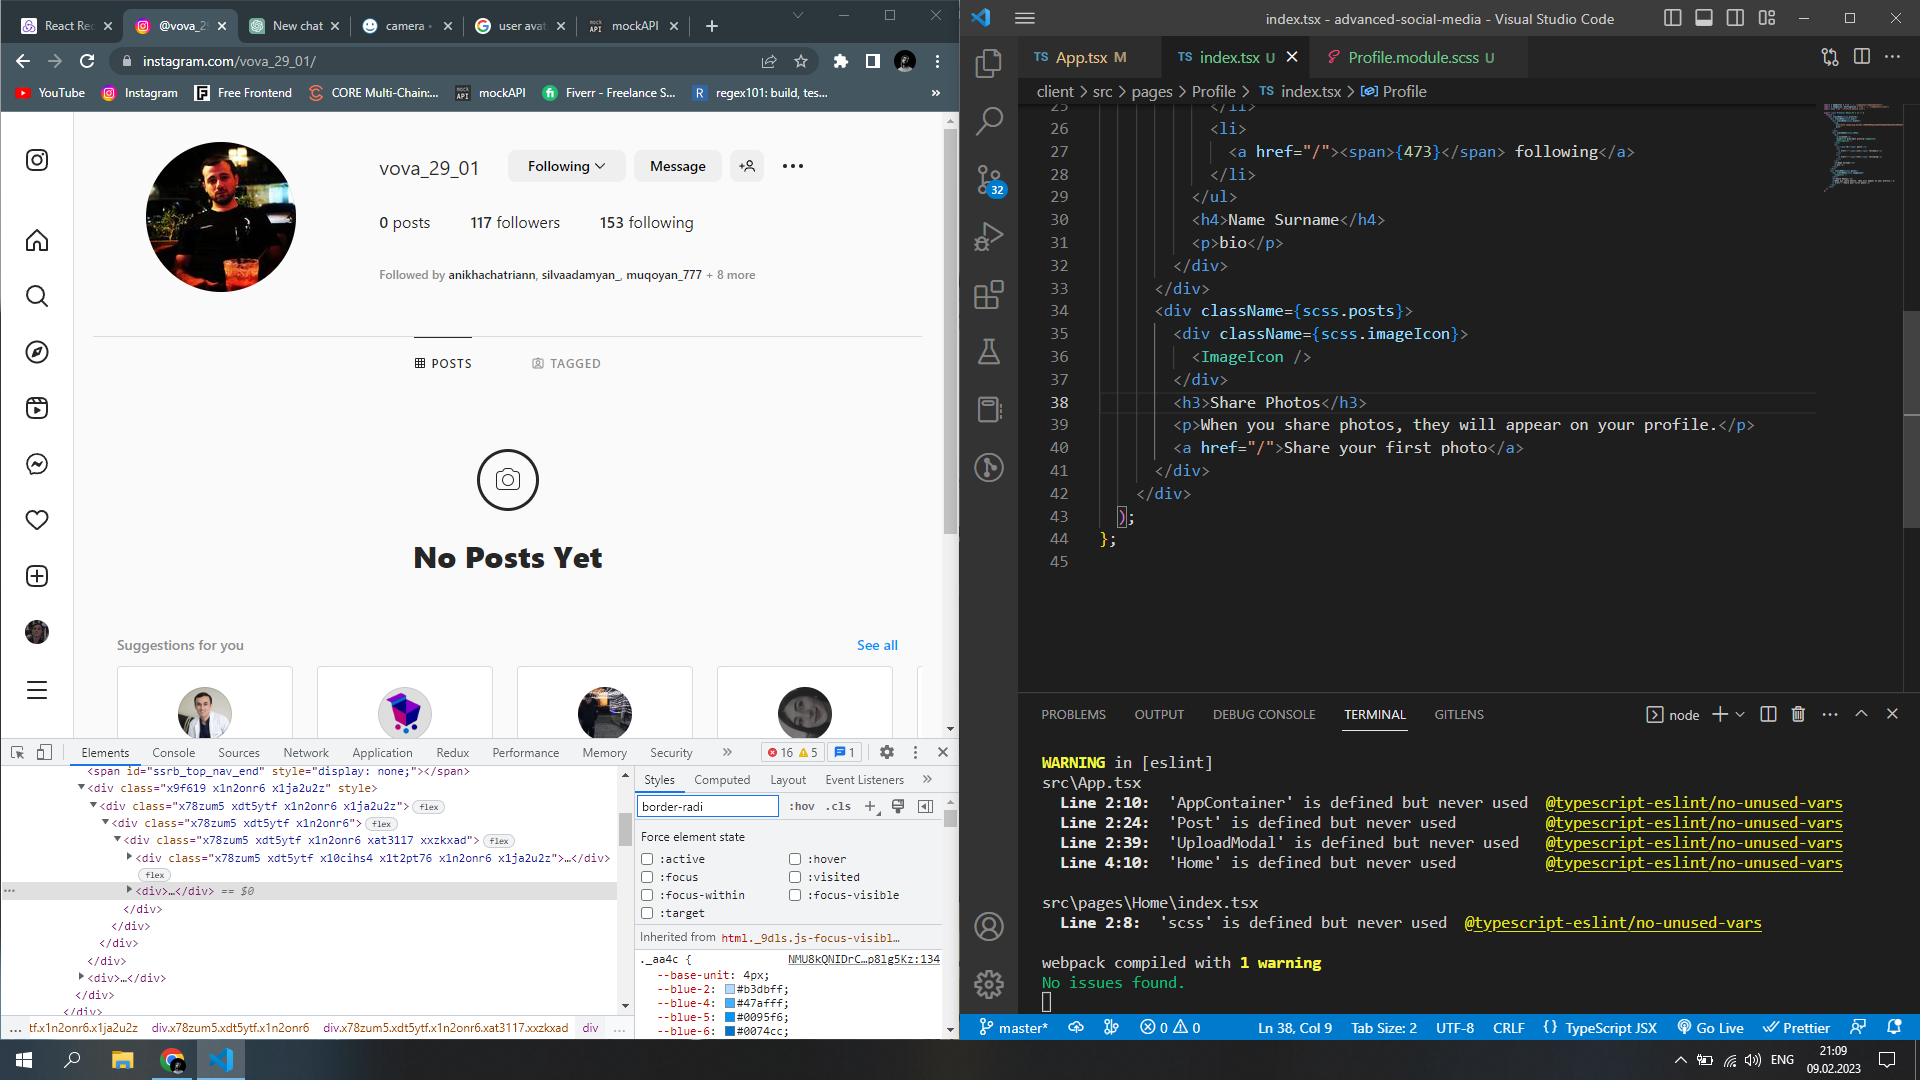 React Rec
@vova_29
New chat
camera -
user avat
mock API mockAPI
instagram.com/vova_29_01/
YouTube
Instagram
Free Frontend
CORE Multi-Chain:...
mockAPI
Fiverr - Freelance S...
regex101: build, tes...
»
vova_29_01
Following
Message
0 posts
117 followers
153 following
Followed by anikhachatriann, silvaadamyan_, muqoyan_777 + 8 more
POSTS
TAGGED
No Posts Yet
Suggestions for you
See all
Elements Console Sources Network Application Redux Performance Memory Security » 16 5 1
<span id="ssrb_top_nav_end" style="display: none;"></span>
<div class="x9f619 x1n2onr6 x1ja2u2z" style>
<div class="x78zum5 xdt5ytf x1n2onr6 x1ja2u2z"> flex
<div class="x78zum5 xdt5ytf x1n2onr6"> flex
<div class="x78zum5 xdt5ytf x1n2onr6 xat3117 xxzkxad"> flex
<div class="x78zum5 xdt5ytf x10cihs4 x1t2pt76 x1n2onr6 x1ja2u2z">…</div>
flex
<div>…</div> == $0
</div>
</div>
</div>
</div>
<div>…</div>
</div>
</div>
... tf.x1n2onr6.x1ja2u2z div.x78zum5.xdt5ytf.x1n2onr6 div.x78zum5.xdt5ytf.x1n2onr6.xat3117.xxzkxad div ...
Styles Computed Layout Event Listeners »
border-radi :hov .cls
Force element state
:active :hover
:focus :visited
:focus-within :focus-visible
:target
Inherited from html._9dls.js-focus-visibl…
._aa4c { NMU8kQNIDrC…p8lg5Kz:134
--base-unit: 4px;
--blue-2: #b3dbff;
--blue-4: #47afff;
--blue-5: #0095f6;
--blue-6: #0074cc;
index.tsx - advanced-social-media - Visual Studio Code
TS App.tsx M
TS index.tsx U
Profile.module.scss U
client > src > pages > Profile > TS index.tsx > Profile
25 </li>
26 <li>
27 <a href="/"><span>{473}</span> following</a>
28 </li>
29 </ul>
30 <h4>Name Surname</h4>
31 <p>bio</p>
32 </div>
33 </div>
34 <div className={scss.posts}>
35 <div className={scss.imageIcon}>
36 <ImageIcon />
37 </div>
38 <h3>Share Photos</h3>
39 <p>When you share photos, they will appear on your profile.</p>
40 <a href="/">Share your first photo</a>
41 </div>
42 </div>
43 );
44 };
45
32
PROBLEMS OUTPUT DEBUG CONSOLE TERMINAL GITLENS node
WARNING in [eslint]
src\App.tsx
Line 2:10: 'AppContainer' is defined but never used @typescript-eslint/no-unused-vars
Line 2:24: 'Post' is defined but never used @typescript-eslint/no-unused-vars
Line 2:39: 'UploadModal' is defined but never used @typescript-eslint/no-unused-vars
Line 4:10: 'Home' is defined but never used @typescript-eslint/no-unused-vars
src\pages\Home\index.tsx
Line 2:8: 'scss' is defined but never used @typescript-eslint/no-unused-vars
webpack compiled with 1 warning
No issues found.
master* 0 0 Ln 38, Col 9 Tab Size: 2 UTF-8 CRLF {} TypeScript JSX Go Live Prettier
ENG
21:09
09.02.2023